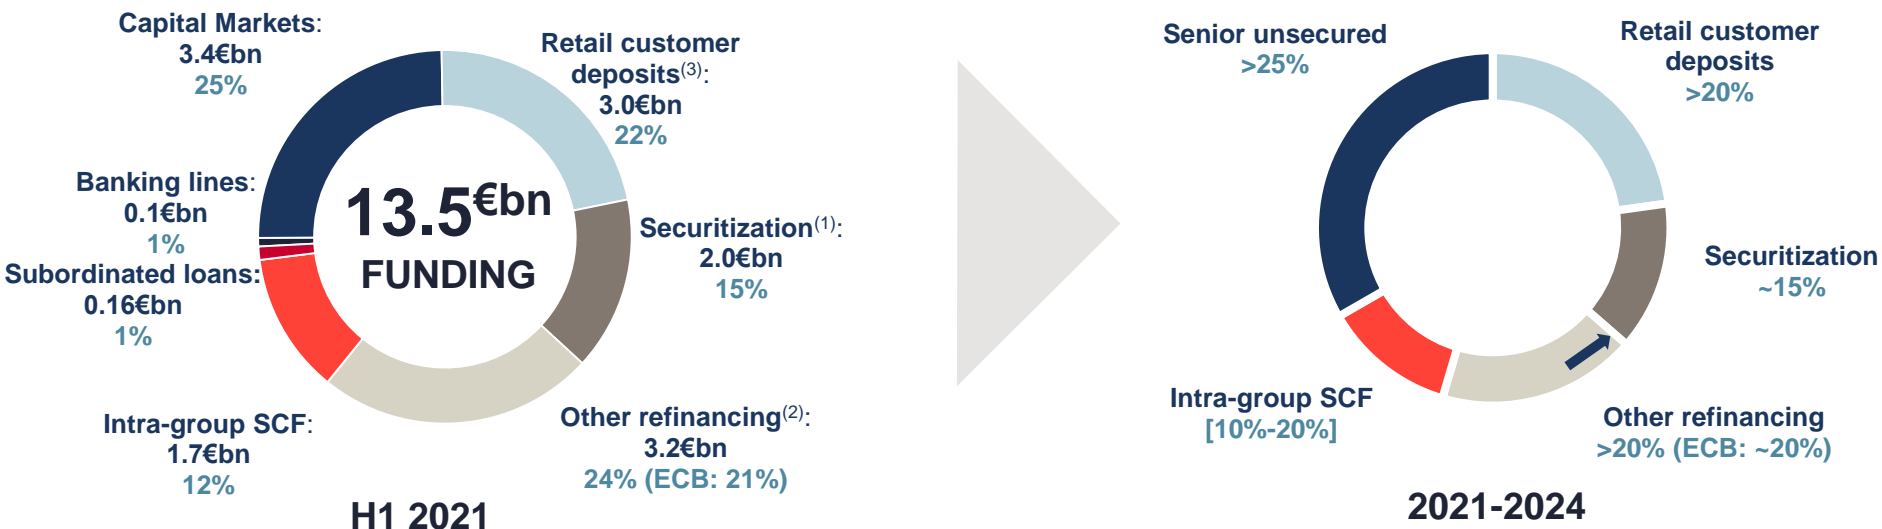 Capital Markets:
3.4€bn
25%
Retail customer
deposits(3):
3.0€bn
22%
Banking lines:
0.1€bn
1%
Subordinated loans:
0.16€bn
1%
13.5€bn
FUNDING
Securitization(1):
2.0€bn
15%
Intra-group SCF:
1.7€bn
12%
Other refinancing(2):
3.2€bn
24% (ECB: 21%)
H1 2021
Senior unsecured
>25%
Retail customer
deposits
>20%
Securitization
~15%
Intra-group SCF
[10%-20%]
Other refinancing
>20% (ECB: ~20%)
2021-2024